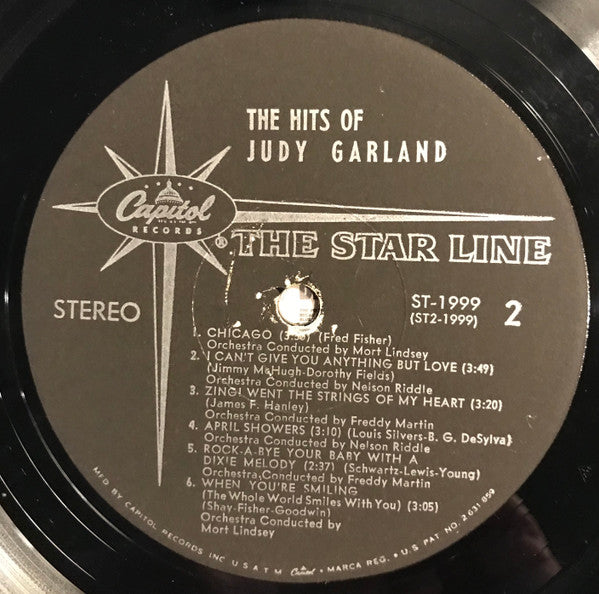 THE HITS OF
JUDY GARLAND
Capitol
RECORDS
®
THE STAR LINE
STEREO
ST-1999
(ST2-1999)
2
1. CHICAGO (Fred Fisher)
Orchestra Conducted by Mort Lindsey
2. I CAN'T GIVE YOU ANYTHING BUT LOVE (3:49)
(Jimmy McHugh-Dorothy Fields)
Orchestra Conducted by Nelson Riddle
3. ZING! WENT THE STRINGS OF MY HEART (3:20)
(James F. Hanley)
Orchestra Conducted by Freddy Martin
4. APRIL SHOWERS (3:10) (Louis Silvers-B. G. DeSylva)
Orchestra Conducted by Nelson Riddle
5. ROCK-A-BYE YOUR BABY WITH A
DIXIE MELODY (2:37) (Schwartz-Lewis-Young)
Orchestra Conducted by Freddy Martin
6. WHEN YOU'RE SMILING
(The Whole World Smiles With You) (3:05)
(Shay-Fisher-Goodwin)
Orchestra Conducted by
Mort Lindsey
MFD BY CAPITOL RECORDS INC U S A T M Capitol • MARCA REG. • U.S. PAT. NO. 2,631,859